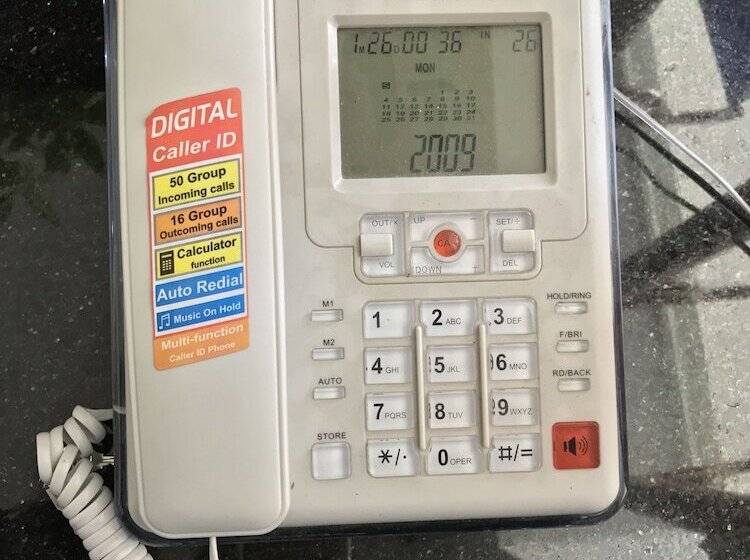 1M 26D 00 36 IN 26
MON
1 2 3
4 5 6 7 8 9 10
11 12 13 14 15 16 17
18 19 20 21 22 23 24
25 26 27 28 29 30 31
2009
DIGITAL
Caller ID
50 Group
Incoming calls
16 Group
Outcoming calls
Calculator
function
Auto Redial
Music On Hold
Multi-function
Caller ID Phone
OUT/× UP − SET/÷
CA
VOL DOWN + DEL
M1
M2
AUTO
STORE
1 2 ABC 3 DEF
4 GHI 5 JKL 6 MNO
7 PQRS 8 TUV 9 WXYZ
*/· 0 OPER #/=
HOLD/RING
F/BRI
RD/BACK